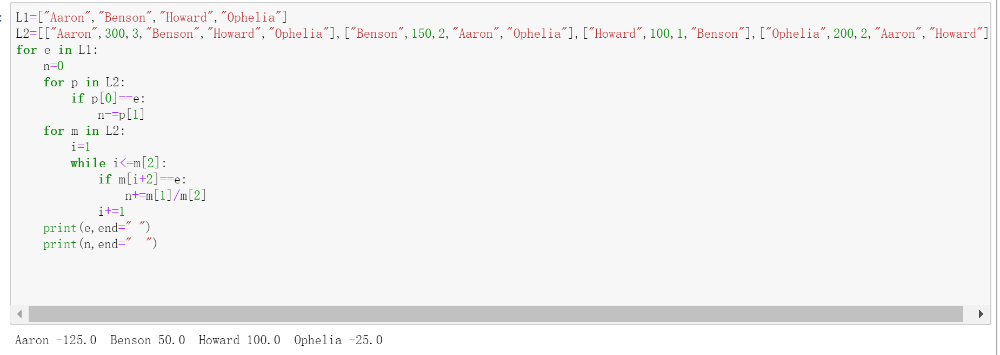 :
L1=["Aaron","Benson","Howard","Ophelia"]
L2=[["Aaron",300,3,"Benson","Howard","Ophelia"],["Benson",150,2,"Aaron","Ophelia"],["Howard",100,1,"Benson"],["Ophelia",200,2,"Aaron","Howard"]
for e in L1:
    n=0
    for p in L2:
        if p[0]==e:
            n-=p[1]
    for m in L2:
        i=1
        while i<=m[2]:
            if m[i+2]==e:
                n+=m[1]/m[2]
            i+=1
    print(e,end=" ")
    print(n,end="  ")
Aaron -125.0  Benson 50.0  Howard 100.0  Ophelia -25.0